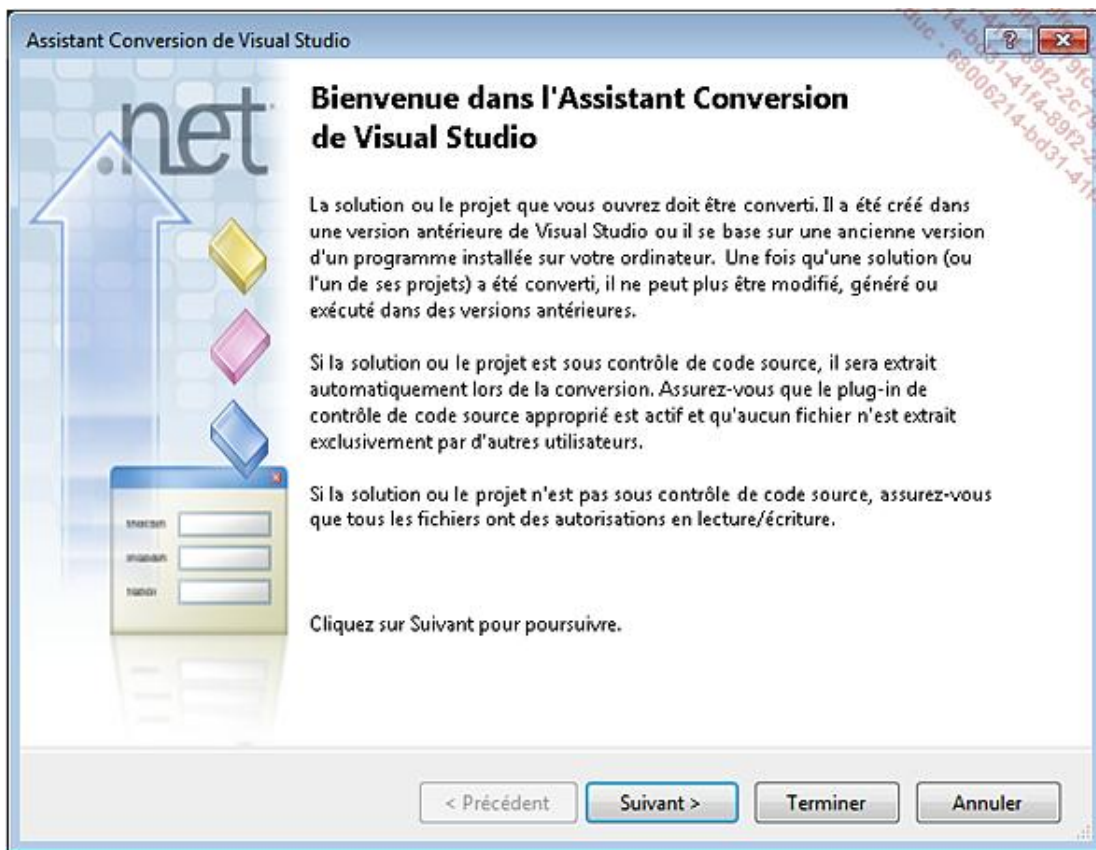 Assistant Conversion de Visual Studio
.net
Bienvenue dans l'Assistant Conversion
de Visual Studio
La solution ou le projet que vous ouvrez doit être converti. Il a été créé dans
une version antérieure de Visual Studio ou il se base sur une ancienne version
d'un programme installée sur votre ordinateur.  Une fois qu'une solution (ou
l'un de ses projets) a été converti, il ne peut plus être modifié, généré ou
exécuté dans des versions antérieures.
Si la solution ou le projet est sous contrôle de code source, il sera extrait
automatiquement lors de la conversion. Assurez-vous que le plug-in de
contrôle de code source approprié est actif et qu'aucun fichier n'est extrait
exclusivement par d'autres utilisateurs.
Si la solution ou le projet n'est pas sous contrôle de code source, assurez-vous
que tous les fichiers ont des autorisations en lecture/écriture.
Cliquez sur Suivant pour poursuivre.
< Précédent
Suivant >
Terminer
Annuler